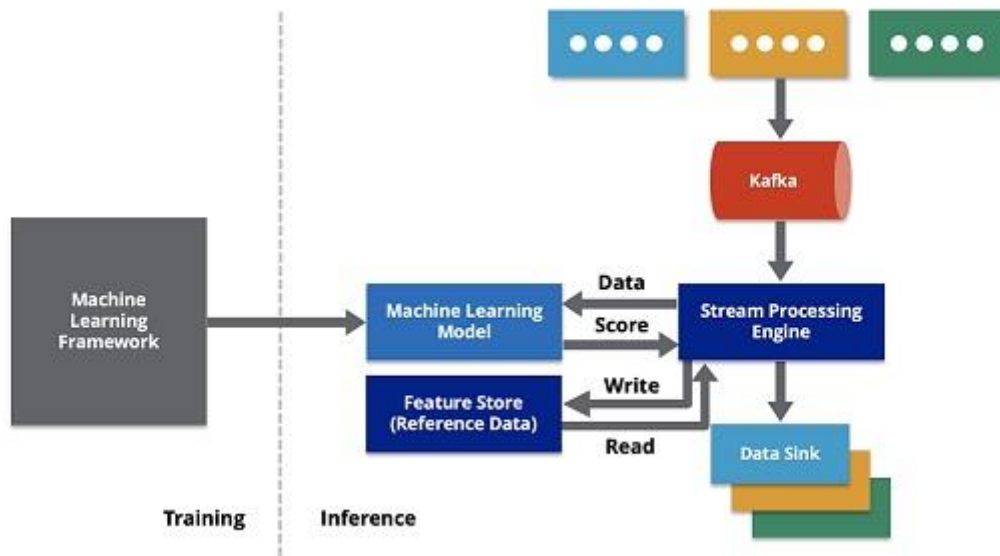 Kafka
Machine
Learning
Framework
Data
Machine Learning
Model
Score
Stream Processing
Engine
Write
Feature Store
(Reference Data)
Read
Data Sink
Training
Inference